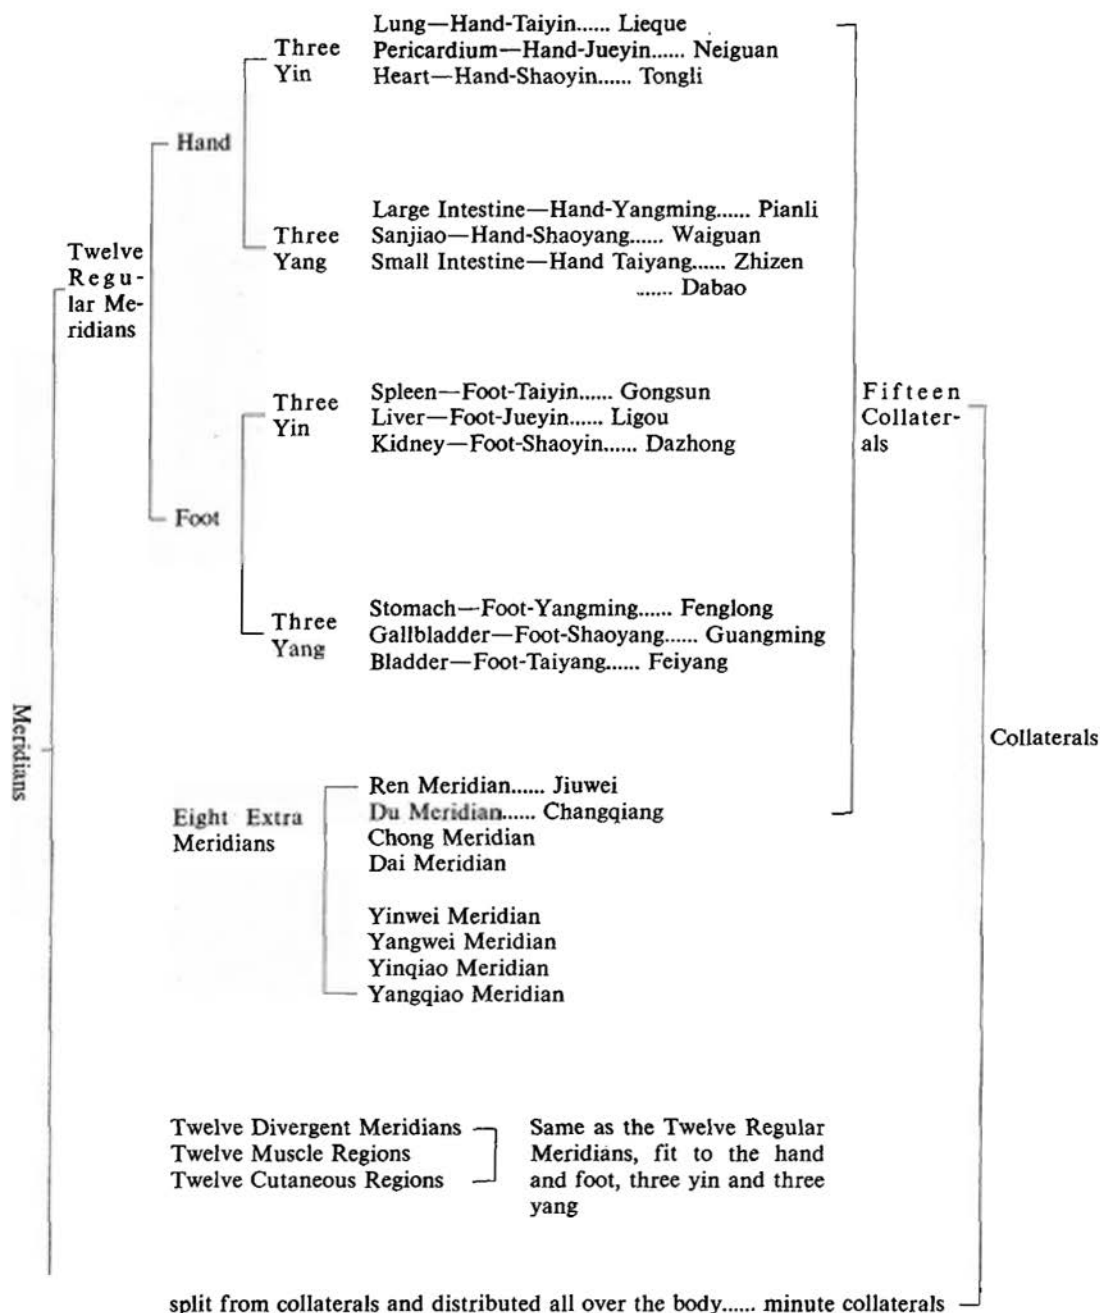 Lung—Hand-Taiyin...... Lieque
Three Pericardium—Hand-Jueyin...... Neiguan
Yin Heart—Hand-Shaoyin...... Tongli
Hand
Large Intestine—Hand-Yangming...... Pianli
Three Sanjiao—Hand-Shaoyang...... Waiguan
Yang Small Intestine—Hand Taiyang...... Zhizen
...... Dabao
Twelve
Regu-
lar Me-
ridians
Three Spleen—Foot-Taiyin...... Gongsun
Yin Liver—Foot-Jueyin...... Ligou
Kidney—Foot-Shaoyin...... Dazhong
Fifteen
Collater-
als
Foot
Three Stomach—Foot-Yangming...... Fenglong
Yang Gallbladder—Foot-Shaoyang...... Guangming
Bladder—Foot-Taiyang...... Feiyang
Meridians
Collaterals
Eight Extra
Meridians
Ren Meridian...... Jiuwei
Du Meridian...... Changqiang
Chong Meridian
Dai Meridian
Yinwei Meridian
Yangwei Meridian
Yinqiao Meridian
Yangqiao Meridian
Twelve Divergent Meridians
Twelve Muscle Regions
Twelve Cutaneous Regions
Same as the Twelve Regular
Meridians, fit to the hand
and foot, three yin and three
yang
split from collaterals and distributed all over the body...... minute collaterals